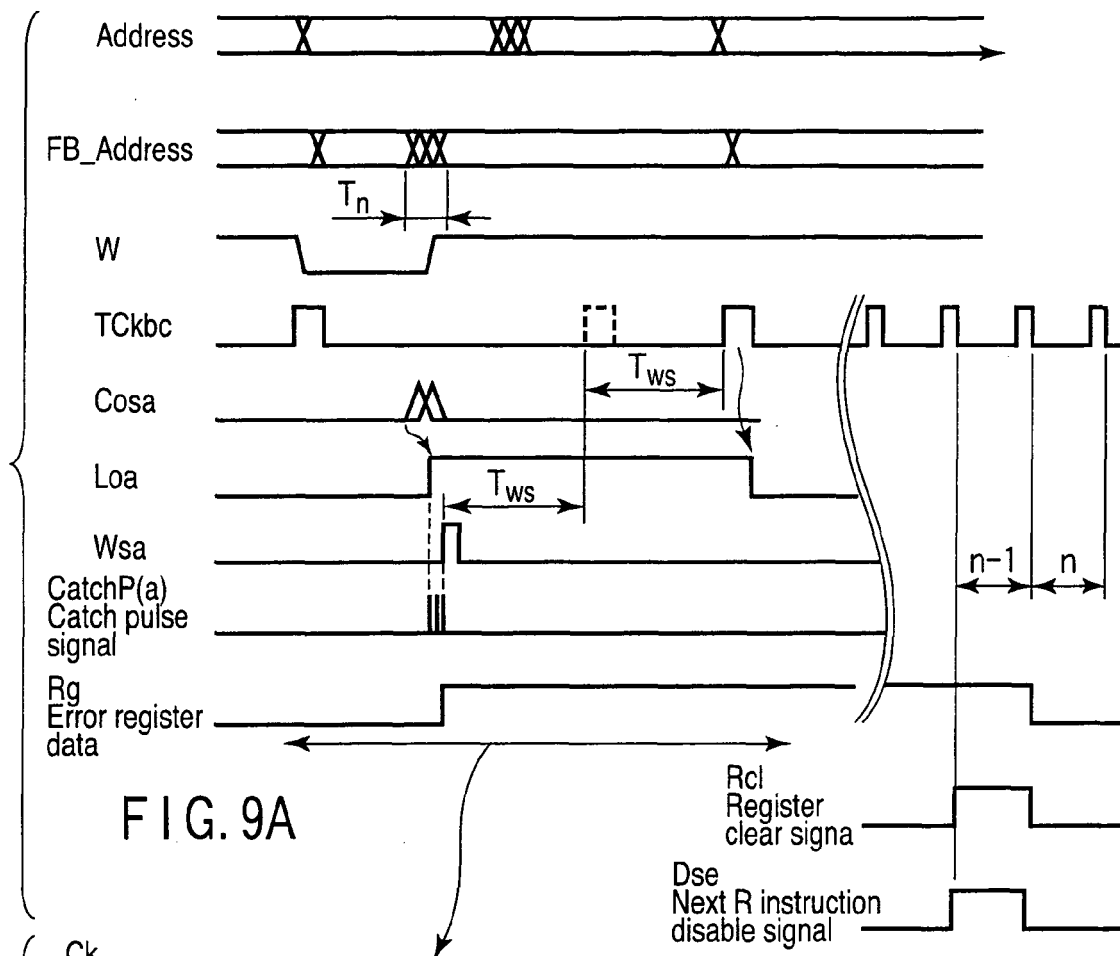 Address
FB_Address
Tn
W
TCkbc
Tws
Cosa
Loa
Tws
Wsa
n-1
n
CatchP(a)
Catch pulse
signal
Rg
Error register
data
Rcl
Register
clear signa
FIG. 9A
Dse
Next R instruction
disable signal
Ck